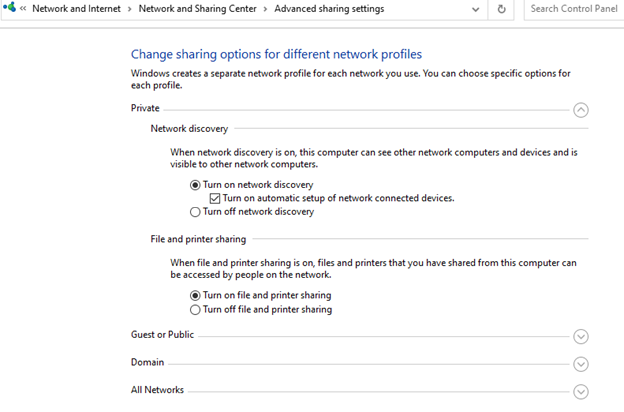 « Network and Internet > Network and Sharing Center > Advanced sharing settings
Search Control Panel
Change sharing options for different network profiles
Windows creates a separate network profile for each network you use. You can choose specific options for
each profile.
Private
Network discovery
When network discovery is on, this computer can see other network computers and devices and is
visible to other network computers.
Turn on network discovery
Turn on automatic setup of network connected devices.
Turn off network discovery
File and printer sharing
When file and printer sharing is on, files and printers that you have shared from this computer can
be accessed by people on the network.
Turn on file and printer sharing
Turn off file and printer sharing
Guest or Public
Domain
All Networks